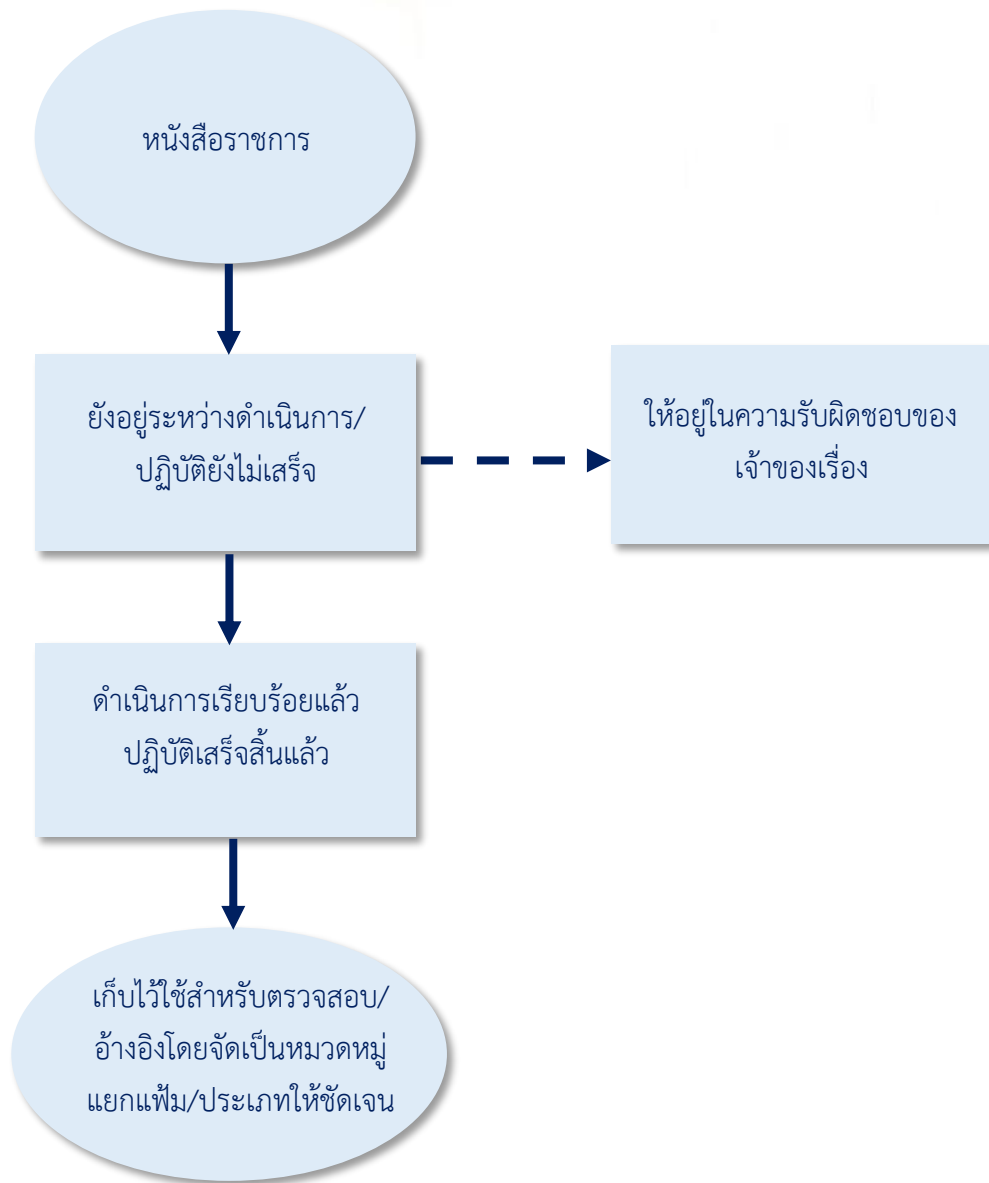 หนังสือราชการ
ยังอยู่ระหว่างดำเนินการ/
ปฏิบัติยังไม่เสร็จ
ให้อยู่ในความรับผิดชอบของ
เจ้าของเรื่อง
ดำเนินการเรียบร้อยแล้ว
ปฏิบัติเสร็จสิ้นแล้ว
เก็บไว้ใช้สำหรับตรวจสอบ/
อ้างอิงโดยจัดเป็นหมวดหมู่
แยกแฟ้ม/ประเภทให้ชัดเจน